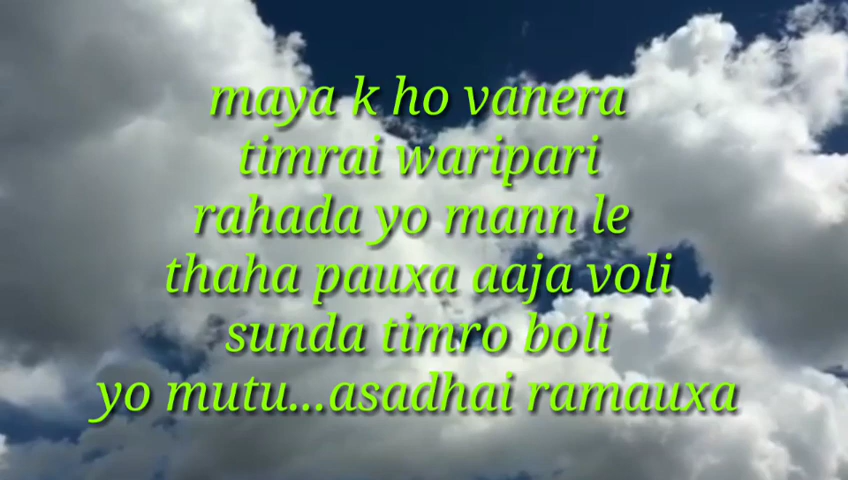 maya k ho vanera
timrai waripari
rahada yo mann le
thaha pauxa aaja voli
sunda timro boli
yo mutu...asadhai ramauxa